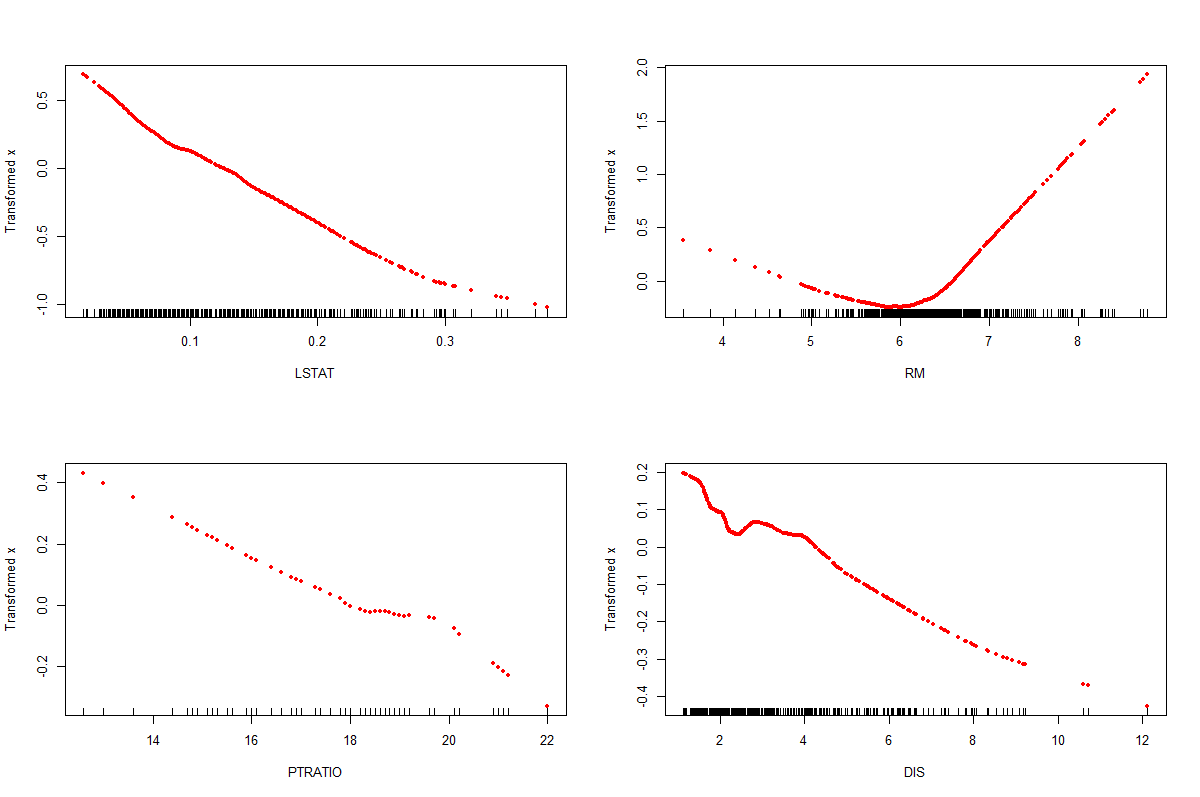 Transformed x
0.5
0.0
-0.5
-1.0
0.1 0.2 0.3
LSTAT
Transformed x
2.0
1.5
1.0
0.5
0.0
4 5 6 7 8
RM
Transformed x
0.4
0.2
0.0
-0.2
14 16 18 20 22
PTRATIO
Transformed x
0.2
0.1
0.0
-0.1
-0.2
-0.3
-0.4
2 4 6 8 10 12
DIS